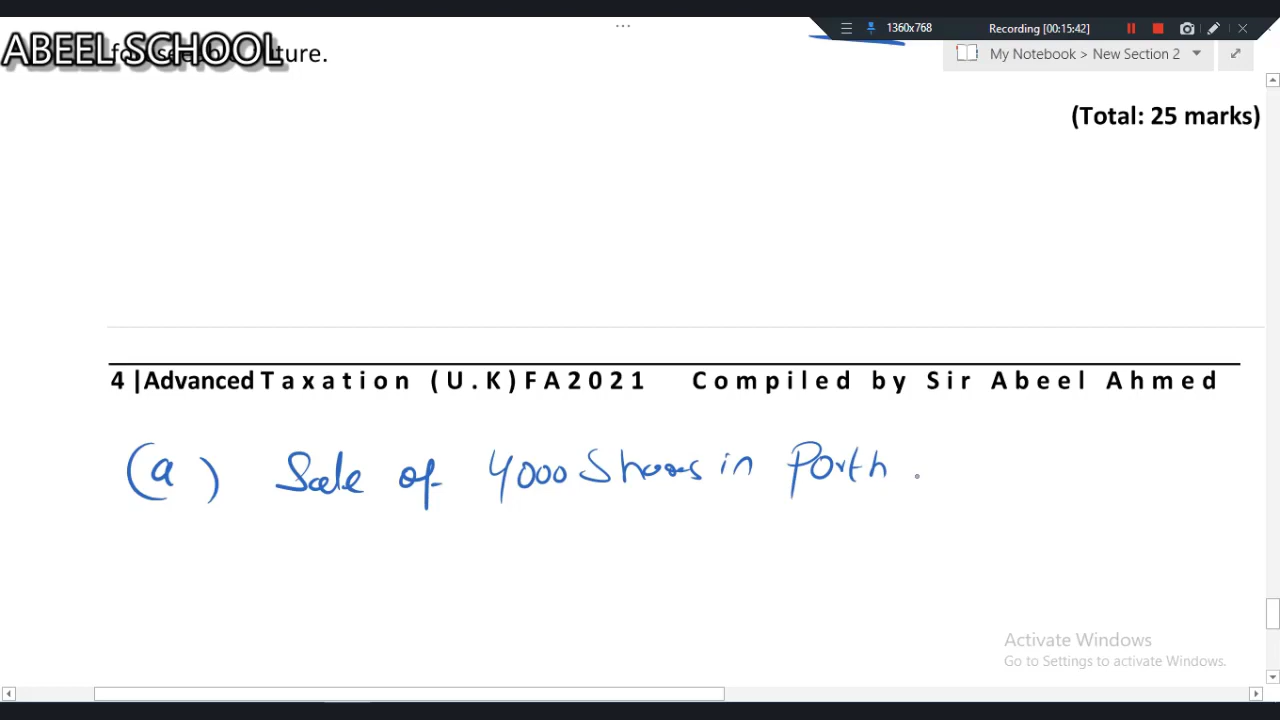 1360x768 Recording [00:15:42]
ABEEL SCHOOL
ure.
My Notebook > New Section 2
(Total: 25 marks)
4 |Advanced Taxation (U.K)FA2021 Compiled by Sir Abeel Ahmed
(a) Sale of 4000 Shares in Porth.
Activate Windows
Go to Settings to activate Windows.